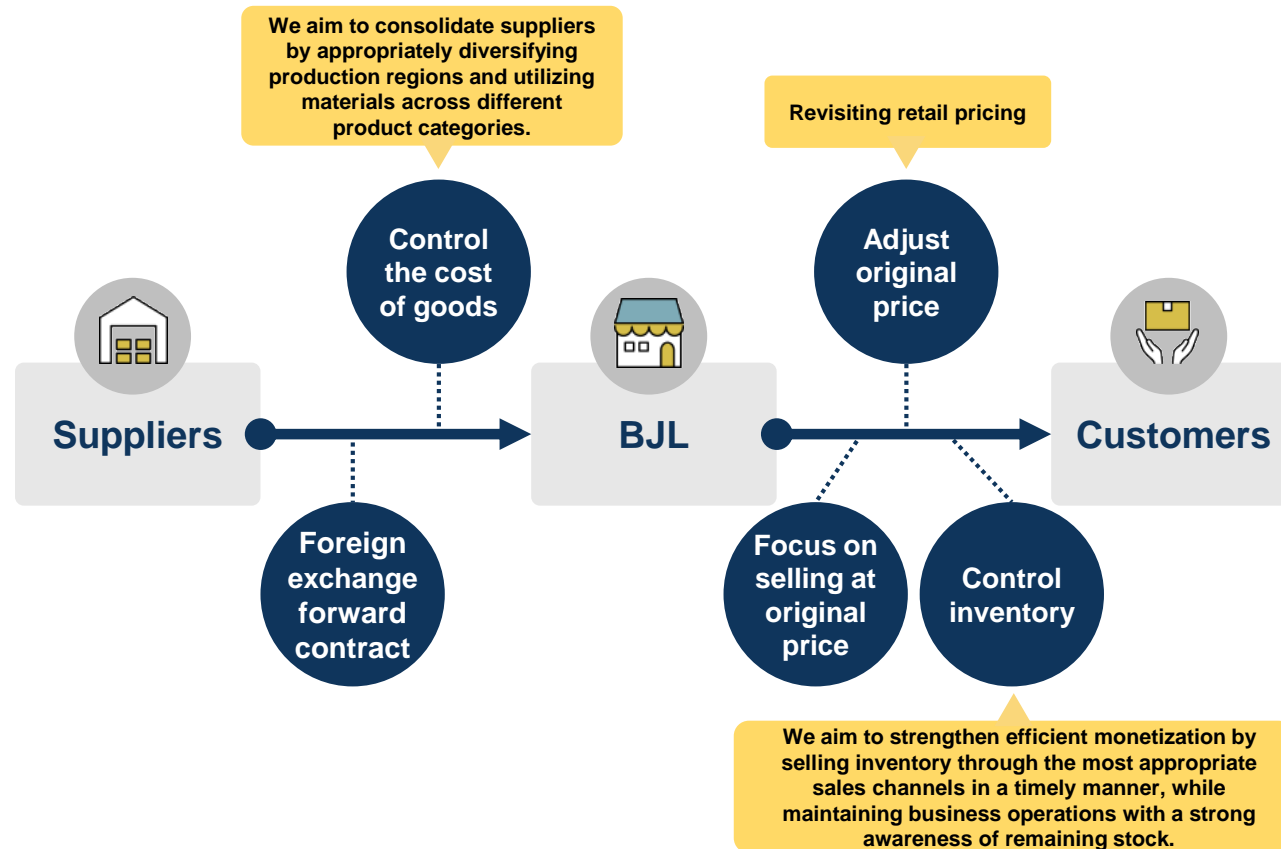 We aim to consolidate suppliers
by appropriately diversifying
production regions and utilizing
materials across different
product categories.
Revisiting retail pricing
Control
the cost
of goods
Adjust
original
price
Suppliers
BJL
Customers
Foreign
exchange
forward
contract
Focus on
selling at
original
price
Control
inventory
We aim to strengthen efficient monetization by
selling inventory through the most appropriate
sales channels in a timely manner, while
maintaining business operations with a strong
awareness of remaining stock.